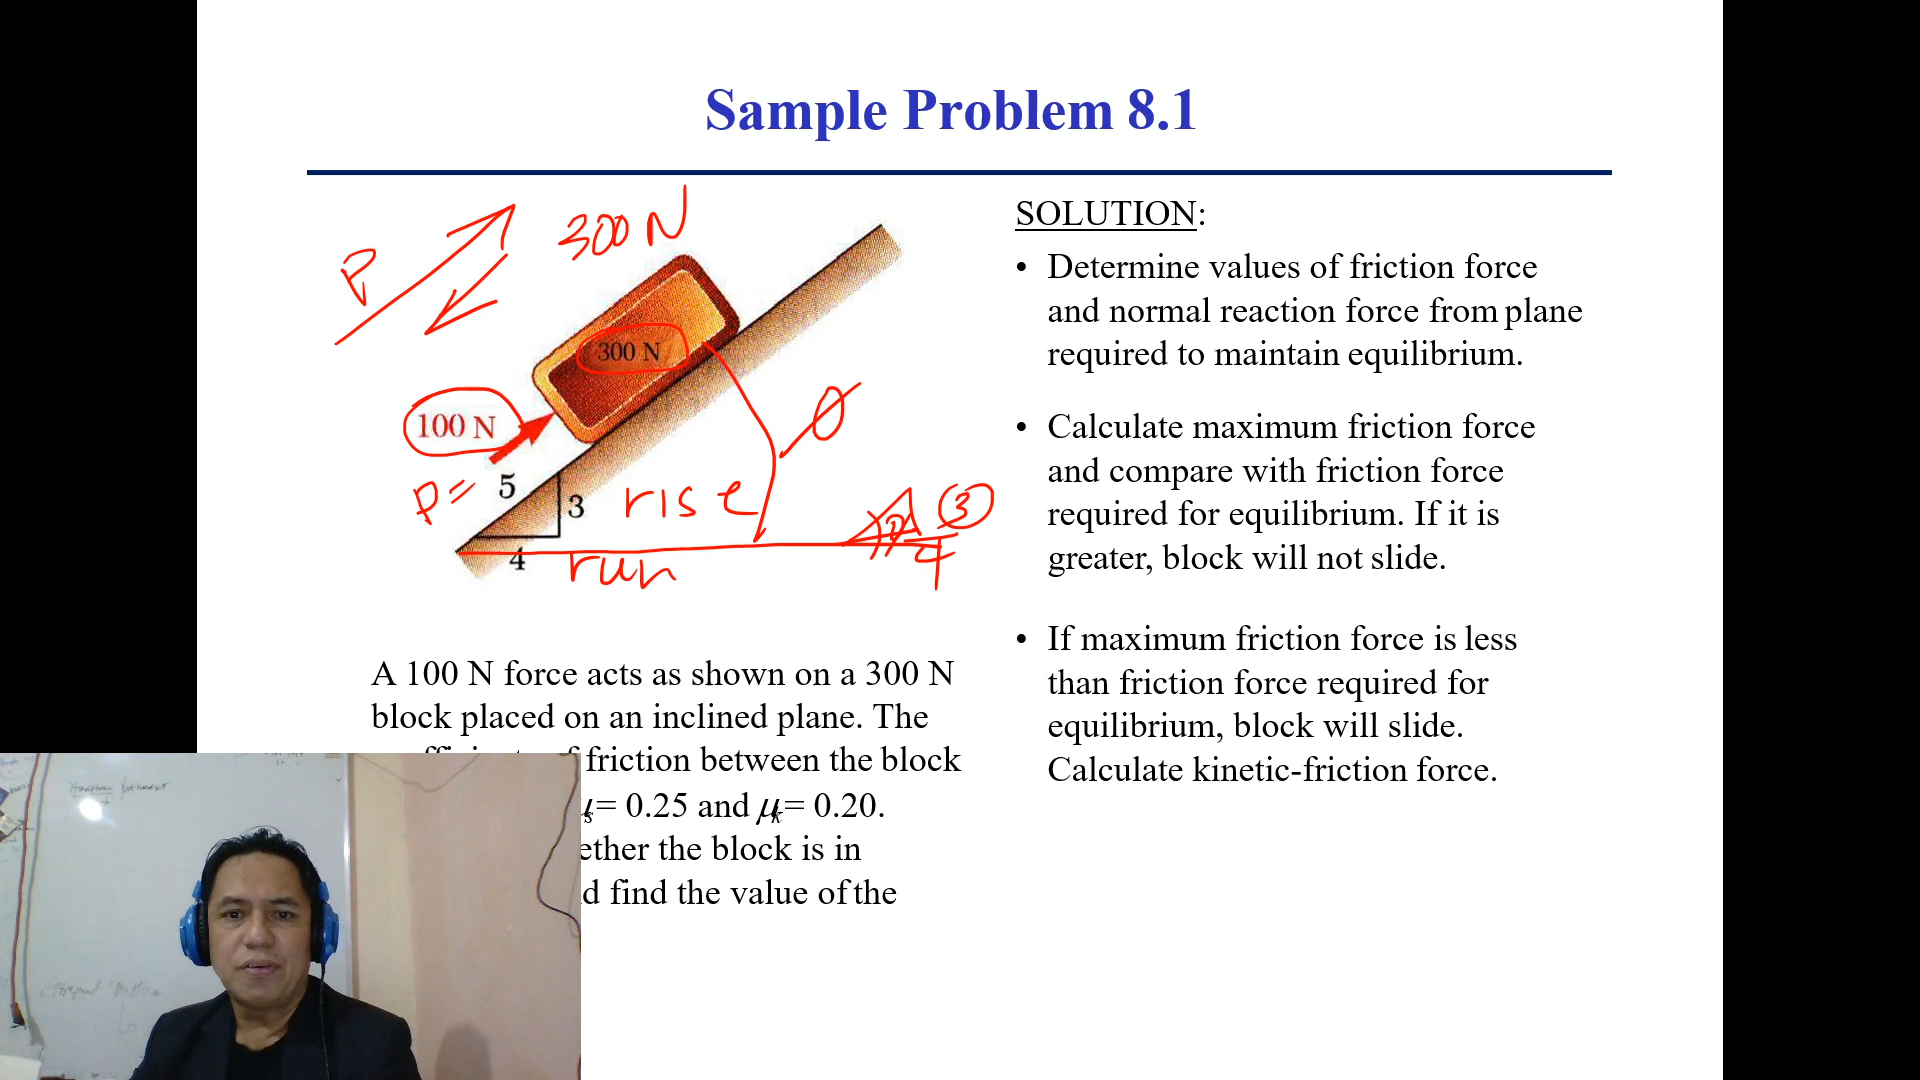 Sample Problem 8.1
P
300 N
300 N
100 N
P =
5
3
4
rise
run
θ
θ
3
4
A 100 N force acts as shown on a 300 N
block placed on an inclined plane. The
friction between the block
= 0.25 and μk = 0.20.
the block is in
find the value of the
SOLUTION:
• Determine values of friction force
and normal reaction force from plane
required to maintain equilibrium.
• Calculate maximum friction force
and compare with friction force
required for equilibrium. If it is
greater, block will not slide.
• If maximum friction force is less
than friction force required for
equilibrium, block will slide.
Calculate kinetic-friction force.